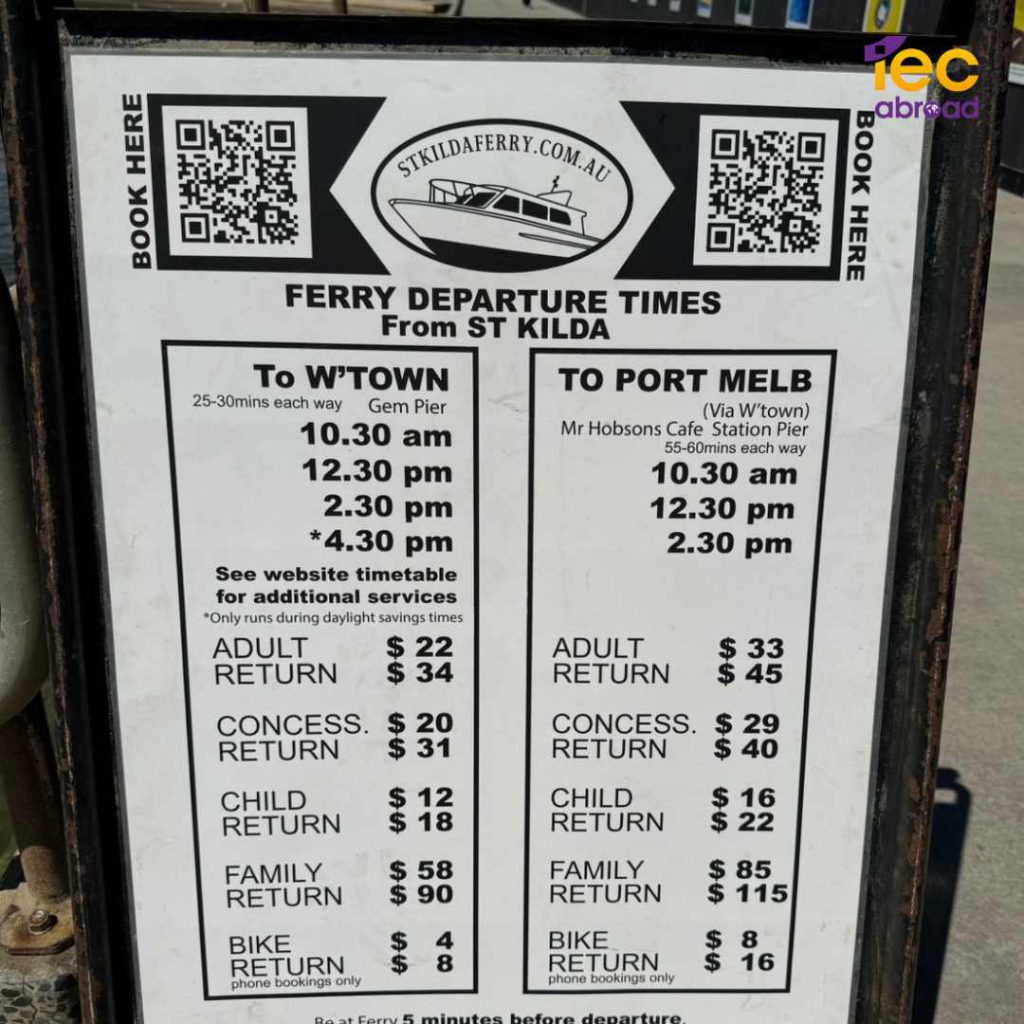 iec
abroad
BOOK HERE
STKILDAFERRY.COM.AU
BOOK HERE
FERRY DEPARTURE TIMES
From ST KILDA
To W'TOWN
25-30mins each way Gem Pier
10.30 am
12.30 pm
2.30 pm
*4.30 pm
See website timetable
for additional services
*Only runs during daylight savings times
ADULT $ 22
RETURN $ 34
CONCESS. $ 20
RETURN $ 31
CHILD $ 12
RETURN $ 18
FAMILY $ 58
RETURN $ 90
BIKE $ 4
RETURN $ 8
phone bookings only
TO PORT MELB
(Via W'town)
Mr Hobsons Cafe Station Pier
55-60mins each way
10.30 am
12.30 pm
2.30 pm
ADULT $ 33
RETURN $ 45
CONCESS. $ 29
RETURN $ 40
CHILD $ 16
RETURN $ 22
FAMILY $ 85
RETURN $ 115
BIKE $ 8
RETURN $ 16
phone bookings only
Be at Ferry 5 minutes before departure.